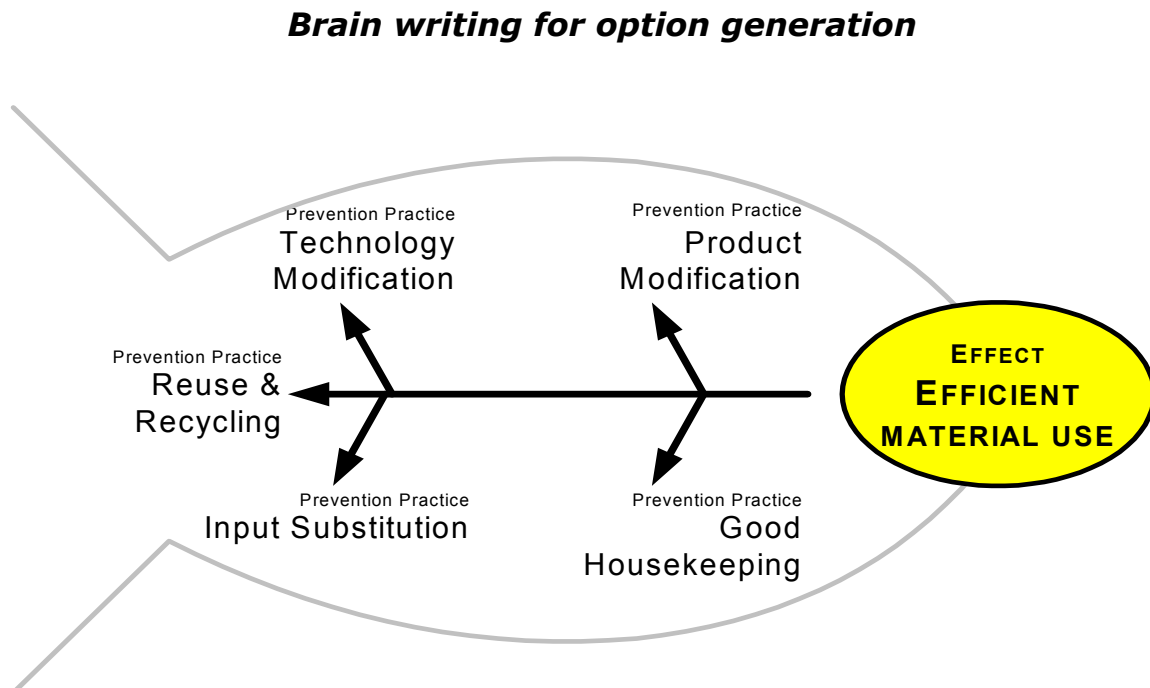 Brain writing for option generation
Prevention Practice
Technology
Modification
Prevention Practice
Product
Modification
Prevention Practice
Reuse &
Recycling
EFFECT
EFFICIENT
MATERIAL USE
Prevention Practice
Input Substitution
Prevention Practice
Good
Housekeeping